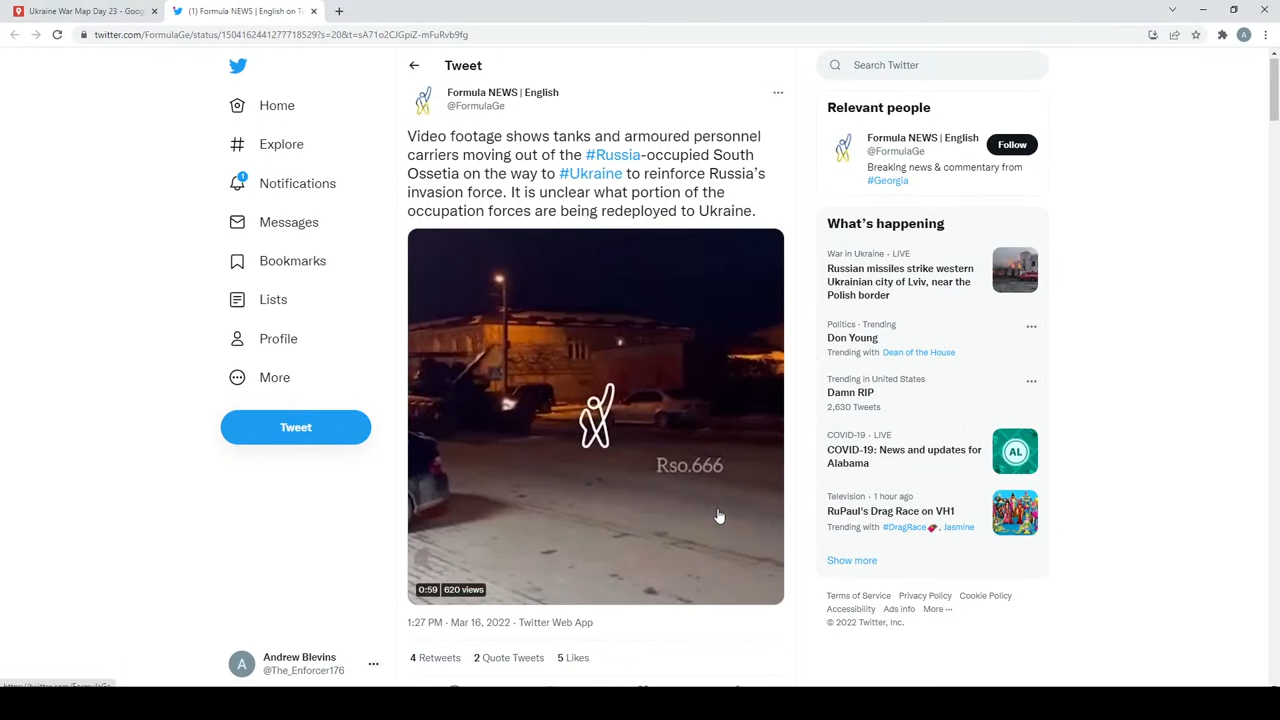 Ukraine War Map Day 23 - Goog
(1) Formula NEWS | English on T
twitter.com/FormulaGe/status/1504162441277718529?s=20&t=sA71o2CJGpiZ-mFuRvb9fg
A
Home
Explore
1
Notifications
Messages
Bookmarks
Lists
Profile
More
Tweet
A
Andrew Blevins
@The_Enforcer176
Tweet
Formula NEWS | English
@FormulaGe
Video footage shows tanks and armoured personnel
carriers moving out of the #Russia-occupied South
Ossetia on the way to #Ukraine to reinforce Russia's
invasion force. It is unclear what portion of the
occupation forces are being redeployed to Ukraine.
Rso.666
0:59 620 views
1:27 PM · Mar 16, 2022 · Twitter Web App
4 Retweets 2 Quote Tweets 5 Likes
Search Twitter
Relevant people
Formula NEWS | English
@FormulaGe
Follow
Breaking news & commentary from
#Georgia
What's happening
War in Ukraine · LIVE
Russian missiles strike western
Ukrainian city of Lviv, near the
Polish border
Politics · Trending
Don Young
Trending with Dean of the House
Trending in United States
Damn RIP
2,630 Tweets
COVID-19 · LIVE
COVID-19: News and updates for
Alabama
AL
Television · 1 hour ago
RuPaul's Drag Race on VH1
Trending with #DragRace, Jasmine
Show more
Terms of Service Privacy Policy Cookie Policy
Accessibility Ads info More ···
© 2022 Twitter, Inc.
https://twitter.com/FormulaGe